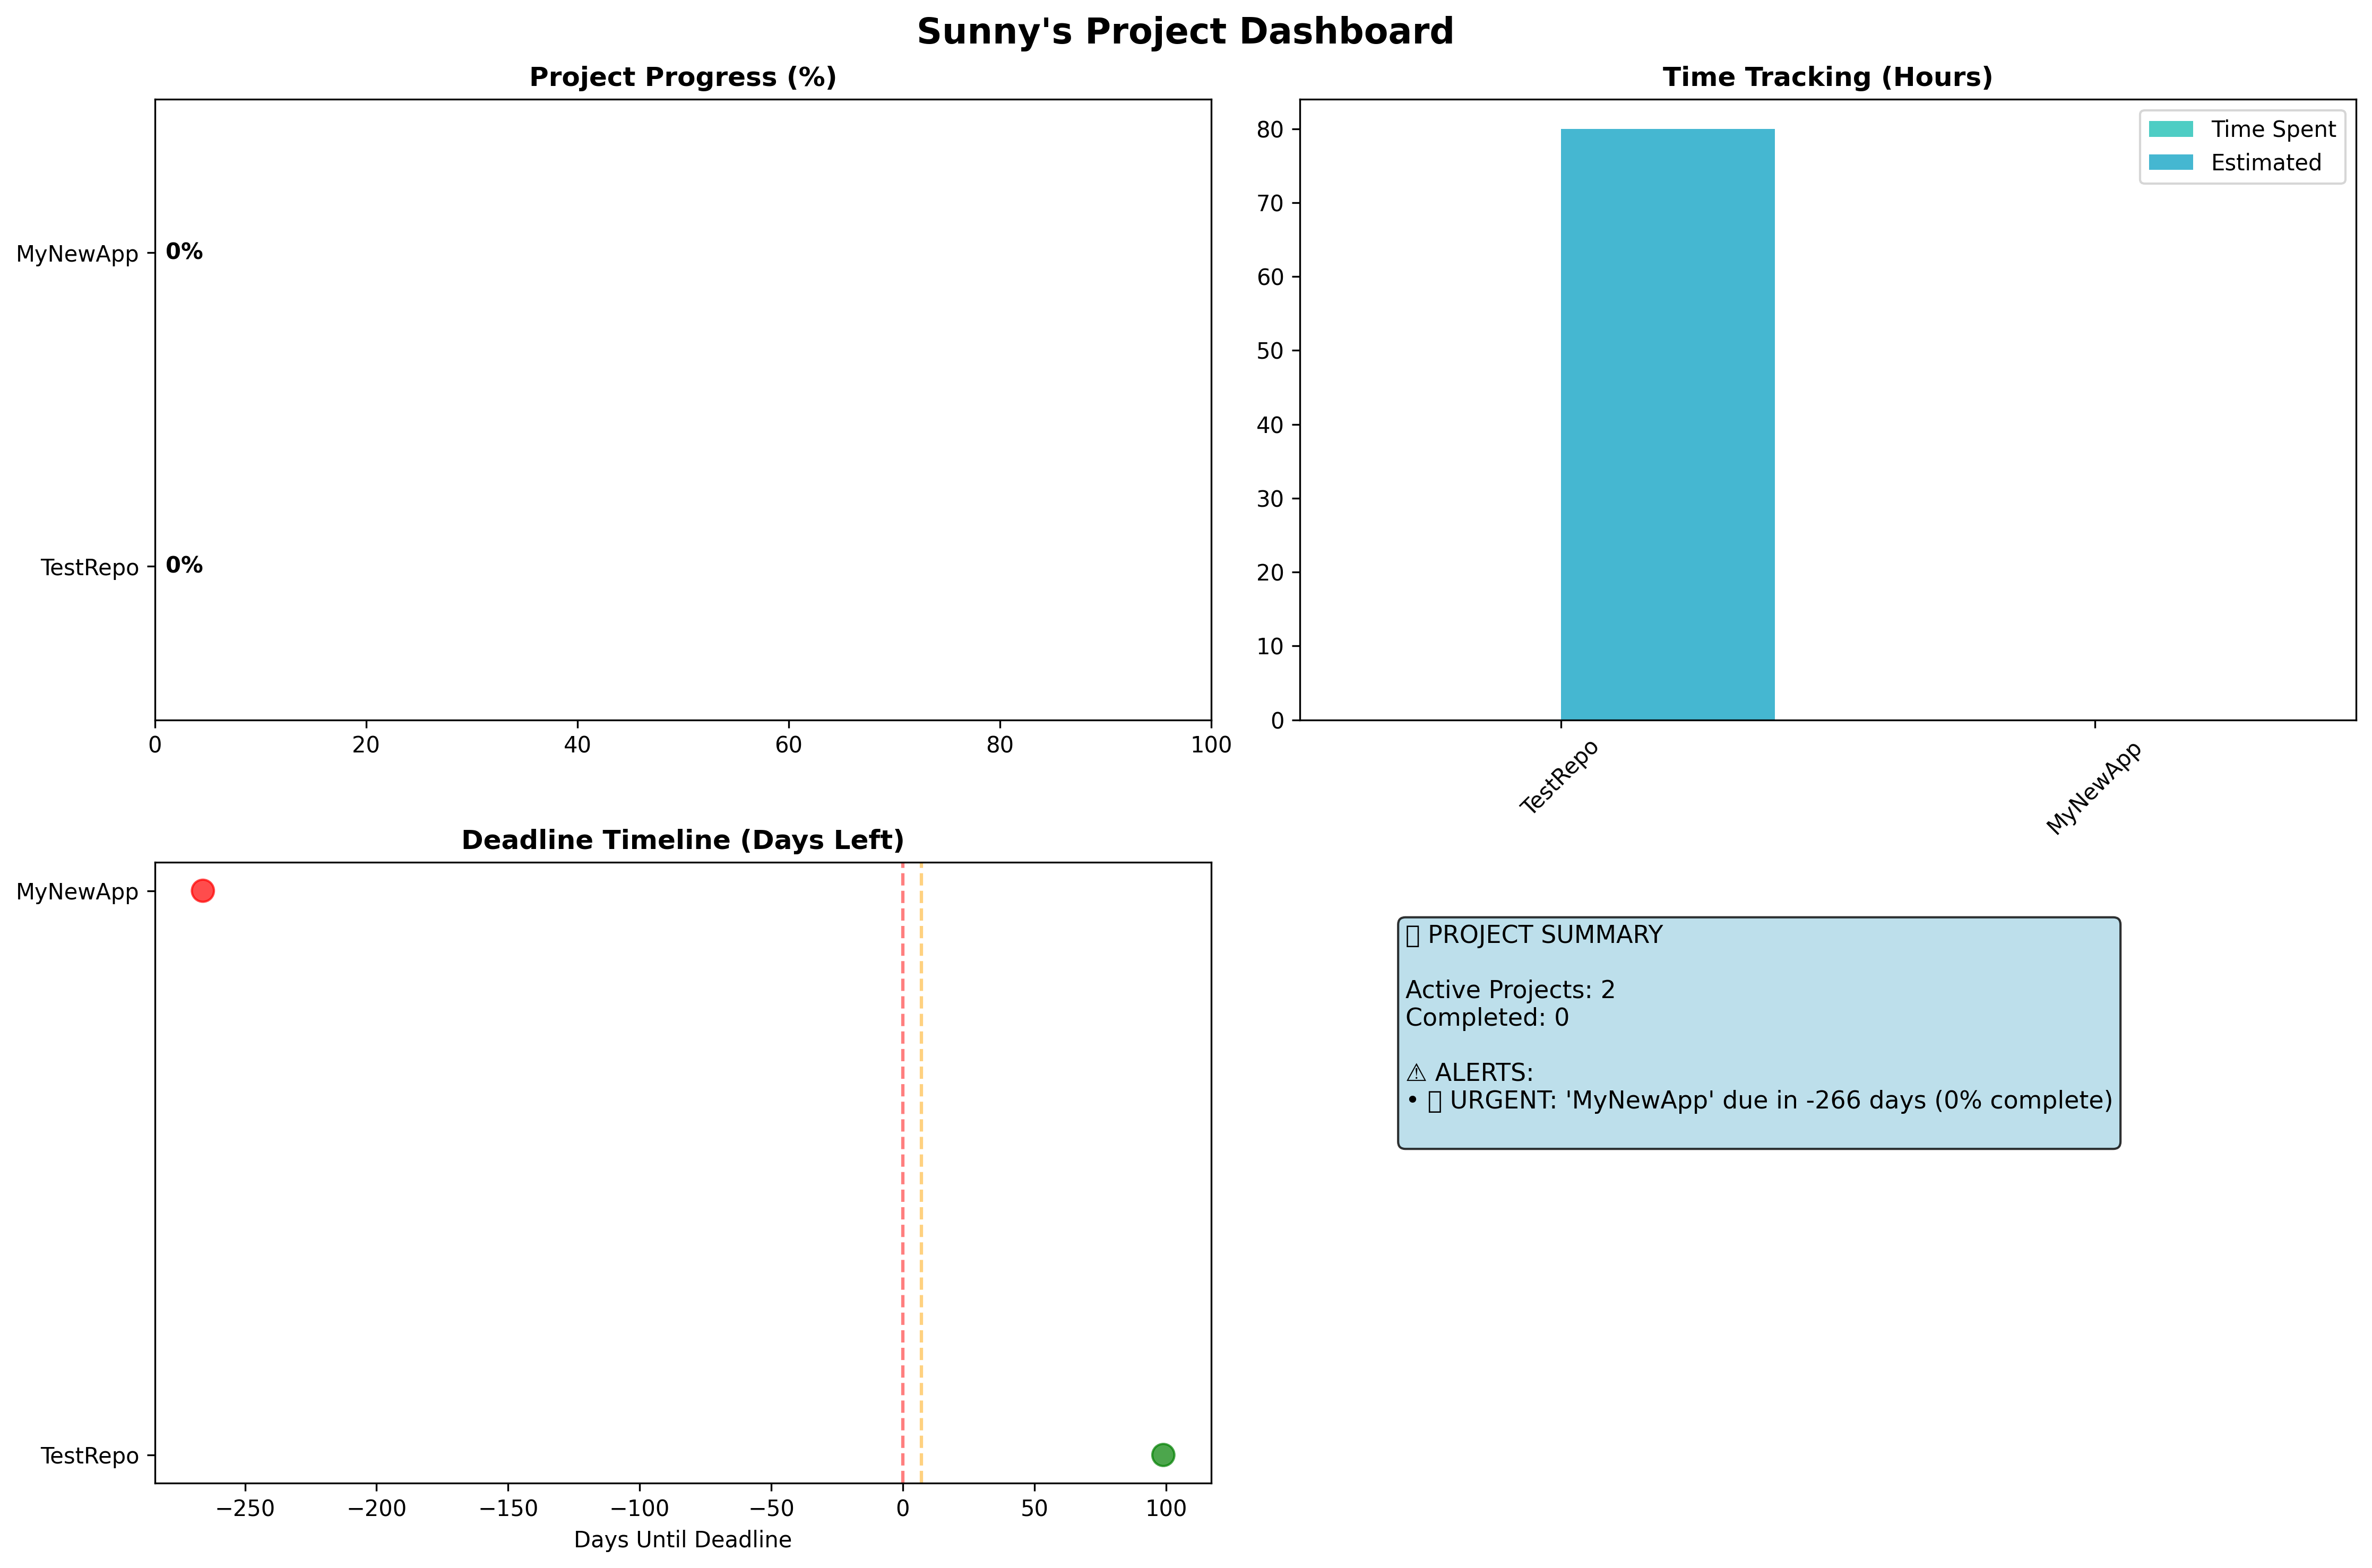 Sunny's Project Dashboard
Project Progress (%)
MyNewApp
0%
TestRepo
0%
0 20 40 60 80 100
Time Tracking (Hours)
80
70
60
50
40
30
20
10
0
Time Spent
Estimated
TestRepo
MyNewApp
Deadline Timeline (Days Left)
MyNewApp
TestRepo
−250 −200 −150 −100 −50 0 50 100
Days Until Deadline
PROJECT SUMMARY
Active Projects: 2
Completed: 0
⚠ ALERTS:
• URGENT: 'MyNewApp' due in -266 days (0% complete)